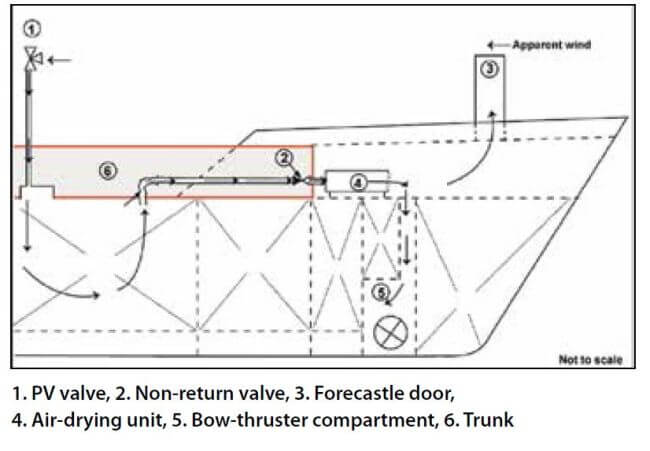 1
Apparent wind
3
2
6
4
5
Not to scale
1. PV valve, 2. Non-return valve, 3. Forecastle door,
4. Air-drying unit, 5. Bow-thruster compartment, 6. Trunk